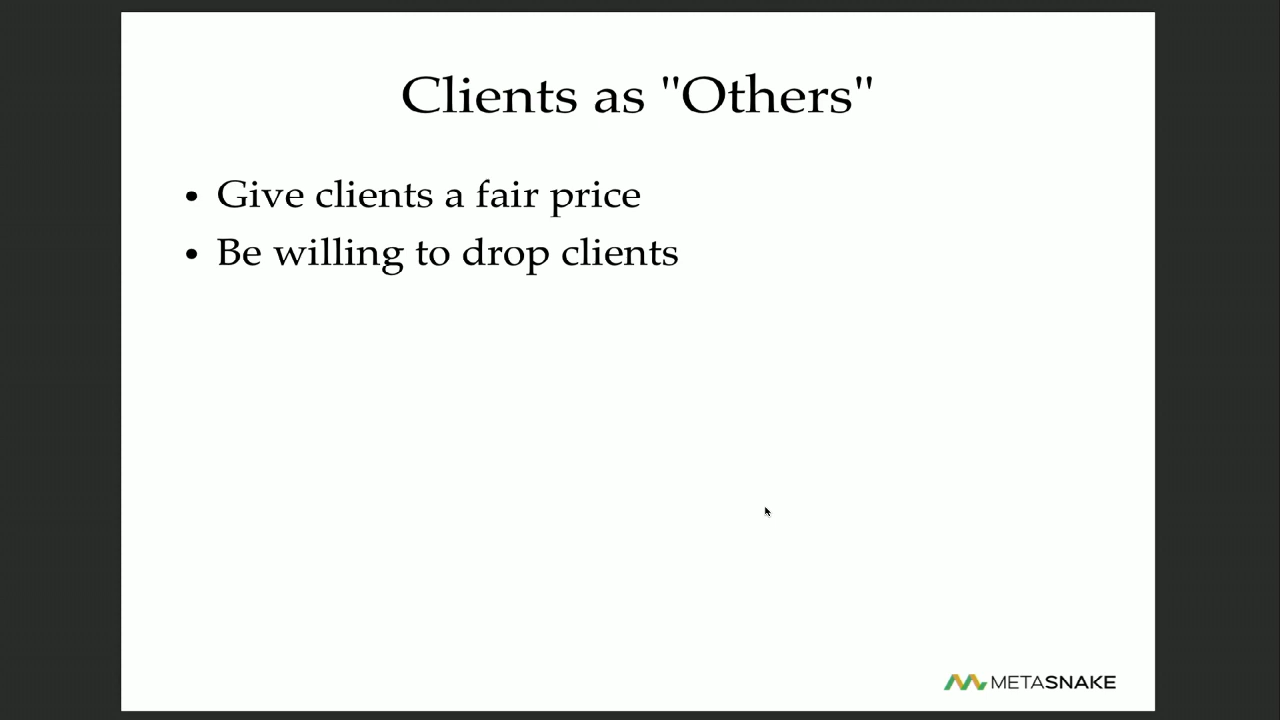 Clients as "Others"
• Give clients a fair price
• Be willing to drop clients
METASNAKE